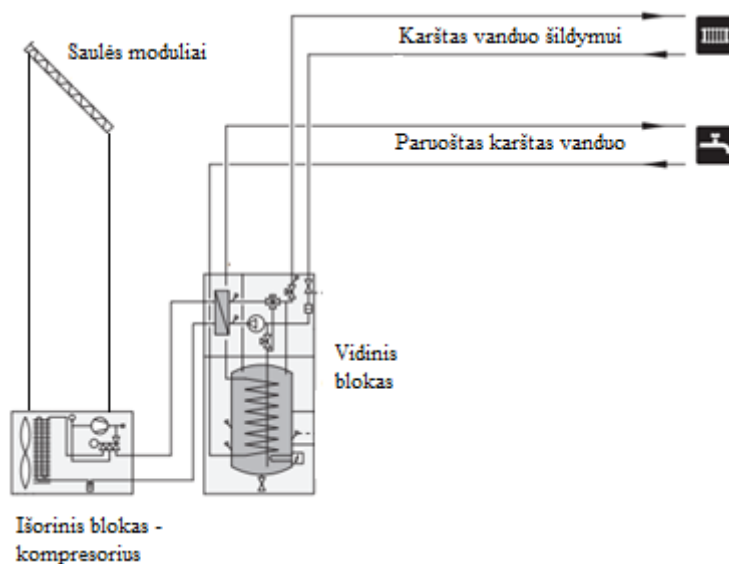 Saulės moduliai
Karštas vanduo šildymui
Paruoštas karštas vanduo
Vidinis
blokas
Išorinis blokas -
kompresorius